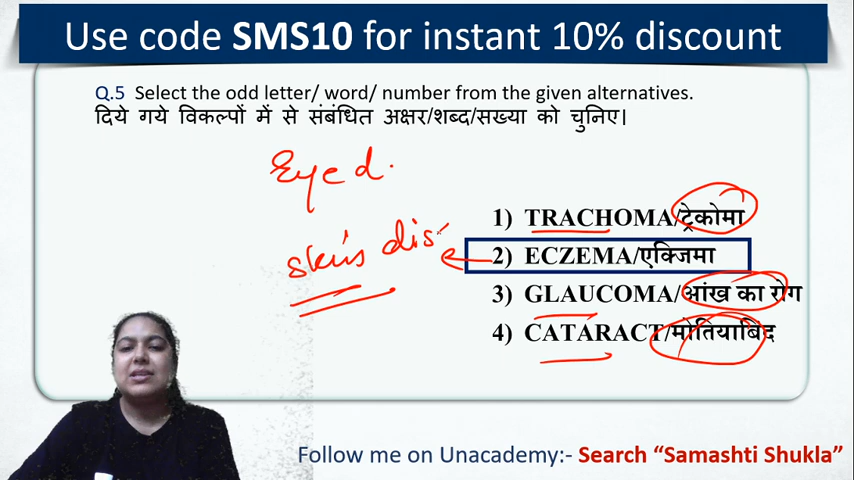 Use code SMS10 for instant 10% discount
Q.5 Select the odd letter/ word/ number from the given alternatives.
दिये गये विकल्पों में से संबंधित अक्षर/शब्द/सख्या को चुनिए।
Eye d.
skin dis
1) TRACHOMA/ट्रेकोमा
2) ECZEMA/एक्जिमा
3) GLAUCOMA/आंख का रोग
4) CATARACT/मोतियाबिंद
Follow me on Unacademy:- Search “Samashti Shukla”